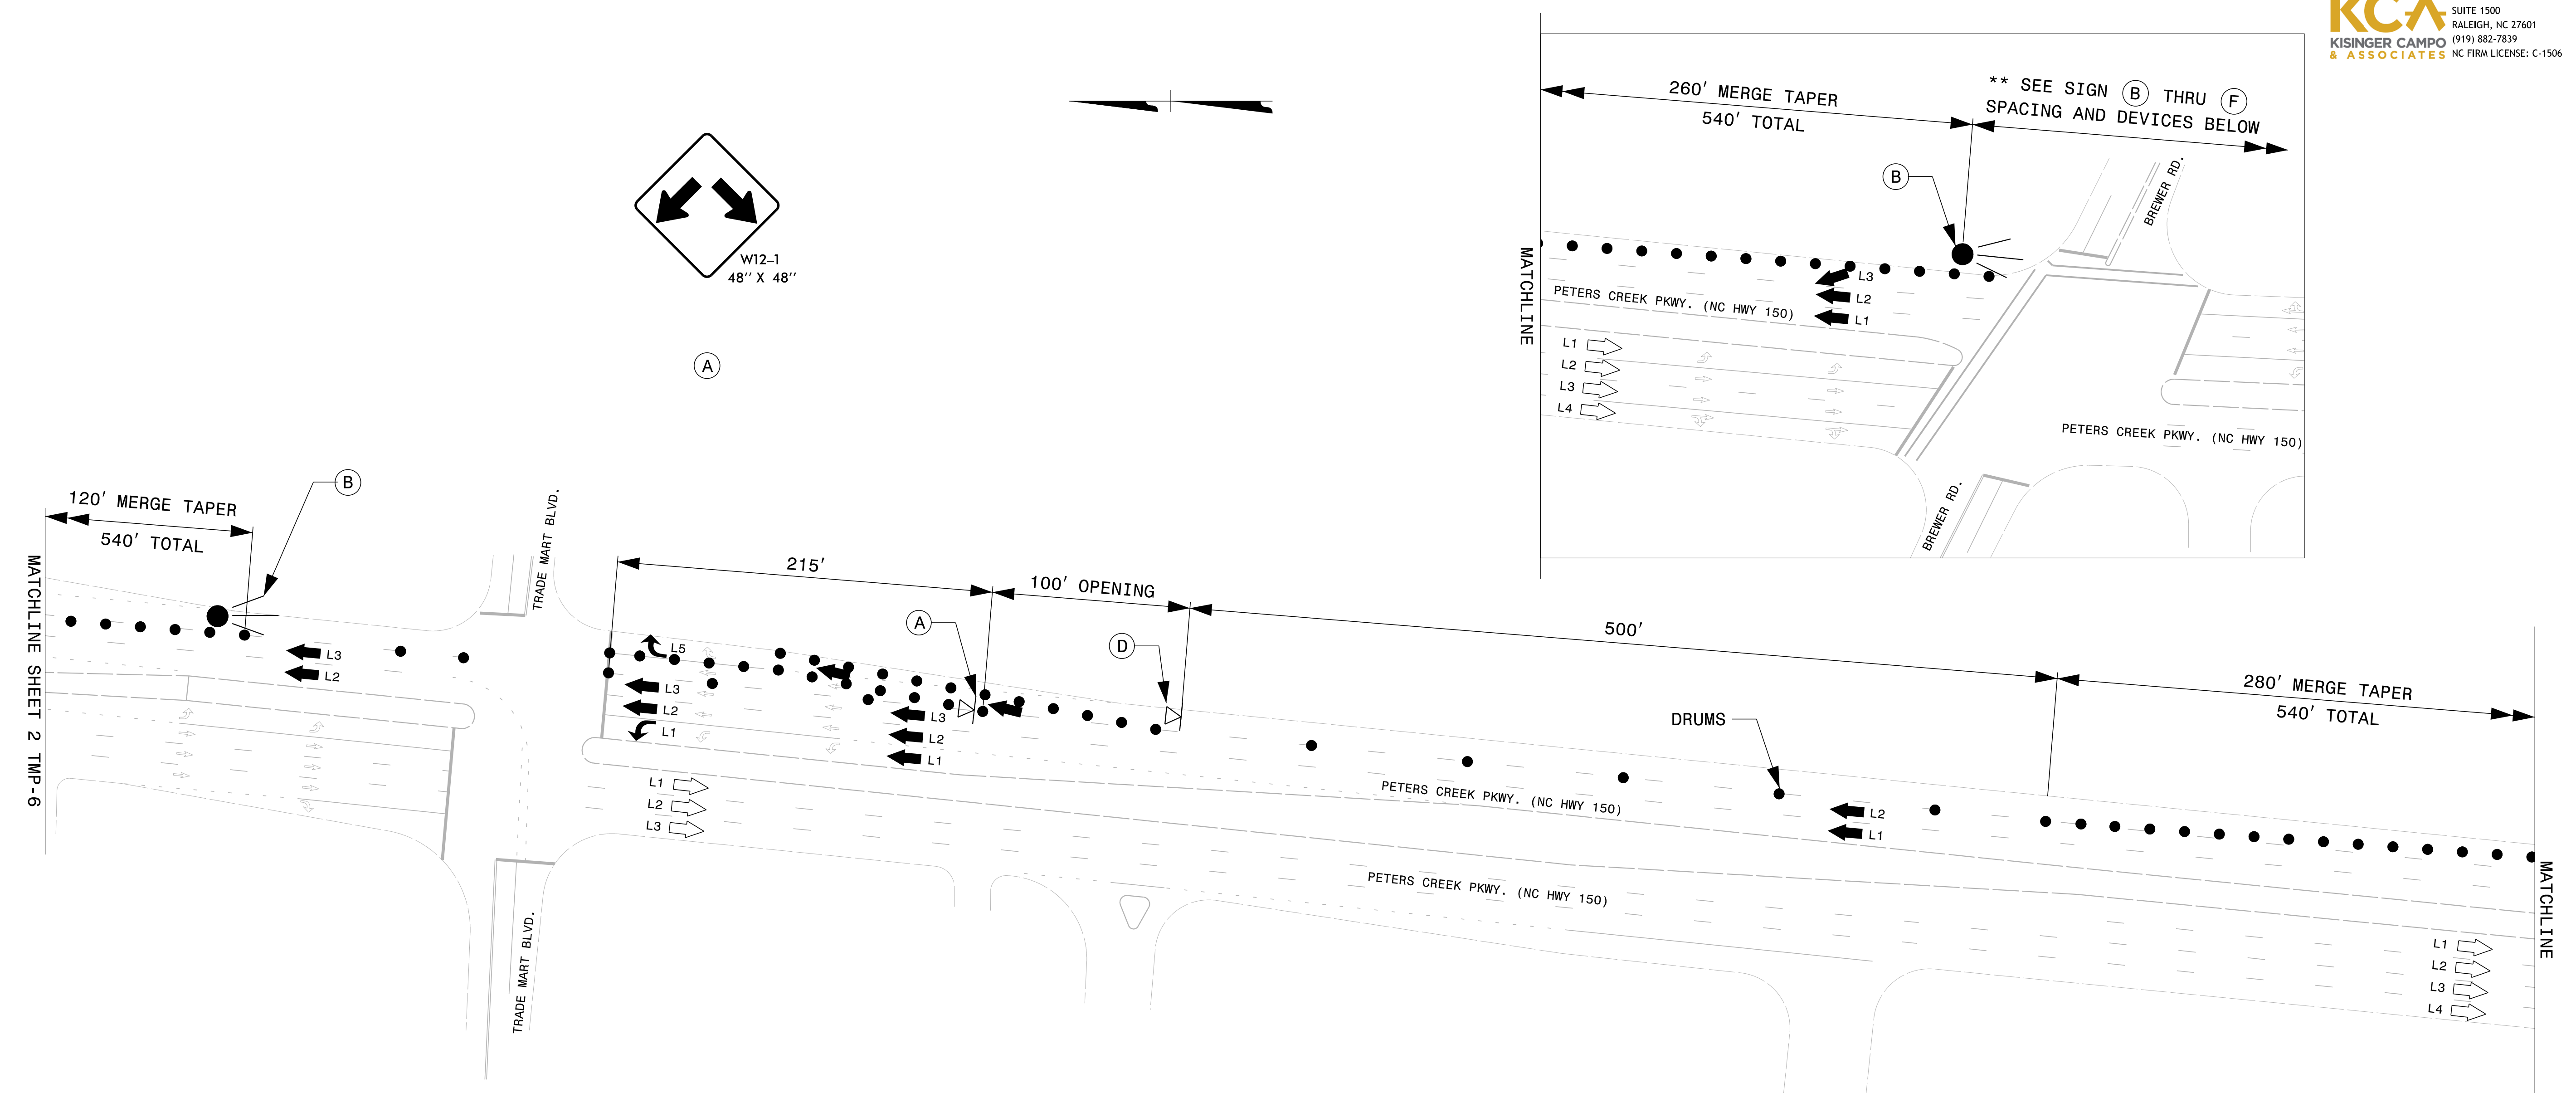 KCA
KISINGER CAMPO
& ASSOCIATES
SUITE 1500
RALEIGH, NC 27601
(919) 882-7839
NC FIRM LICENSE: C-1506
W12-1
48'' X 48''
A
260' MERGE TAPER
540' TOTAL
** SEE SIGN B THRU F
SPACING AND DEVICES BELOW
B
BREWER RD.
MATCHLINE
L3
L2
L1
PETERS CREEK PKWY. (NC HWY 150)
L1
L2
L3
L4
PETERS CREEK PKWY. (NC HWY 150)
BREWER RD.
B
120' MERGE TAPER
540' TOTAL
MATCHLINE SHEET 2 TMP-6
L3
L2
TRADE MART BLVD.
215'
100' OPENING
A
D
500'
280' MERGE TAPER
540' TOTAL
L5
L3
L2
L1
L3
L2
L1
L1
L2
L3
DRUMS
L2
L1
PETERS CREEK PKWY. (NC HWY 150)
PETERS CREEK PKWY. (NC HWY 150)
TRADE MART BLVD.
L1
L2
L3
L4
MATCHLINE